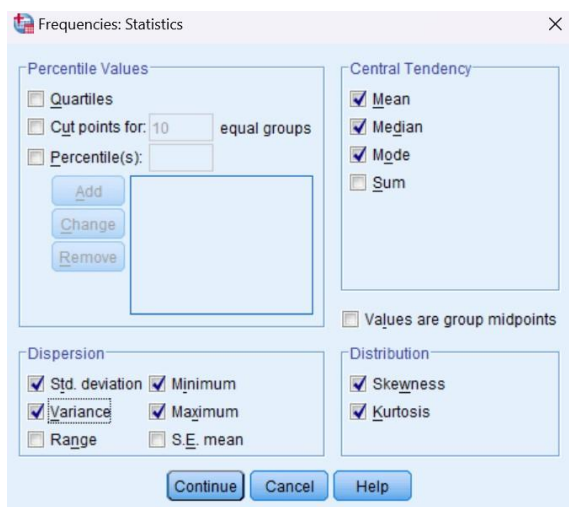 Frequencies: Statistics
Percentile Values
Quartiles
Cut points for: 10 equal groups
Percentile(s):
Add
Change
Remove
Central Tendency
Mean
Median
Mode
Sum
Values are group midpoints
Dispersion
Std. deviation Minimum
Variance Maximum
Range S.E. mean
Distribution
Skewness
Kurtosis
Continue Cancel Help